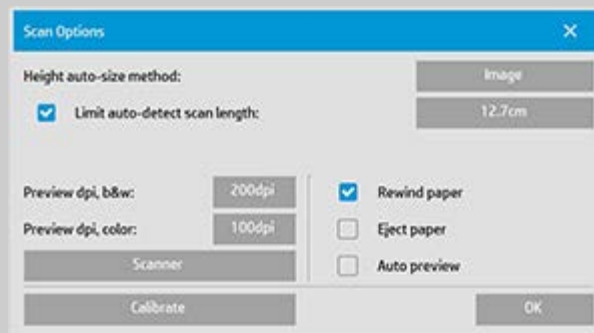 Scan Options
Height auto-size method: Image
Limit auto-detect scan length: 12.7cm
Preview dpi, b&w: 200dpi
Rewind paper
Preview dpi, color: 100dpi
Eject paper
Scanner
Auto preview
Calibrate
OK